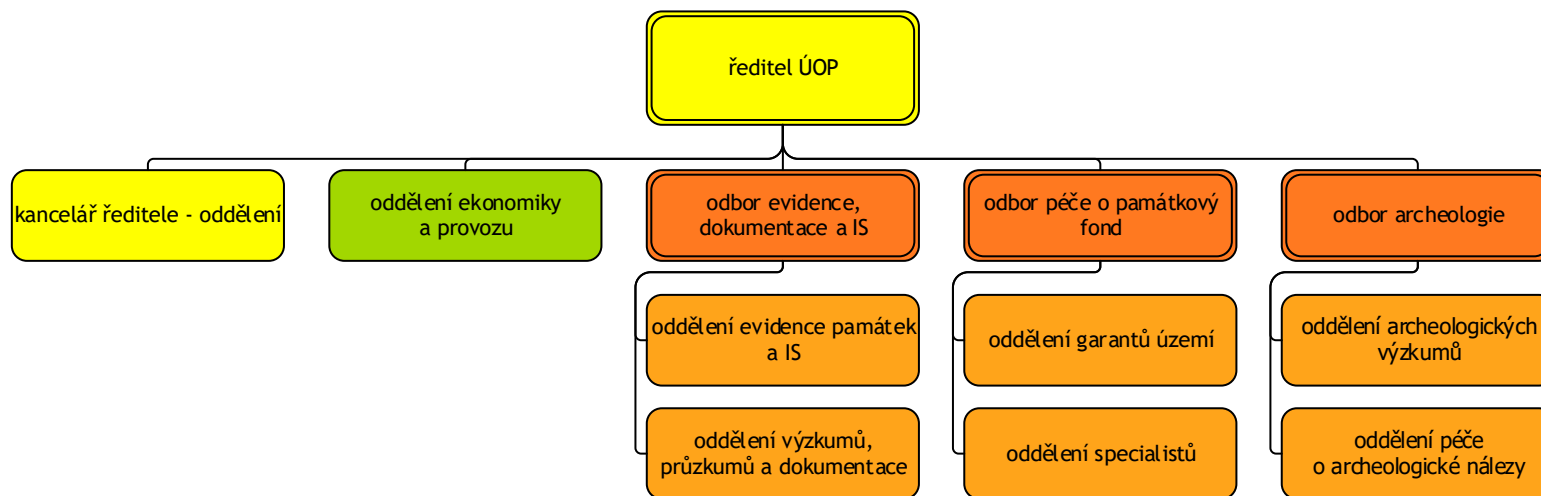 ředitel ÚOP
kancelář ředitele - oddělení
oddělení ekonomiky
a provozu
odbor evidence,
dokumentace a IS
odbor péče o památkový
fond
odbor archeologie
oddělení evidence památek
a IS
oddělení garantů území
oddělení archeologických
výzkumů
oddělení výzkumů,
průzkumů a dokumentace
oddělení specialistů
oddělení péče
o archeologické nálezy